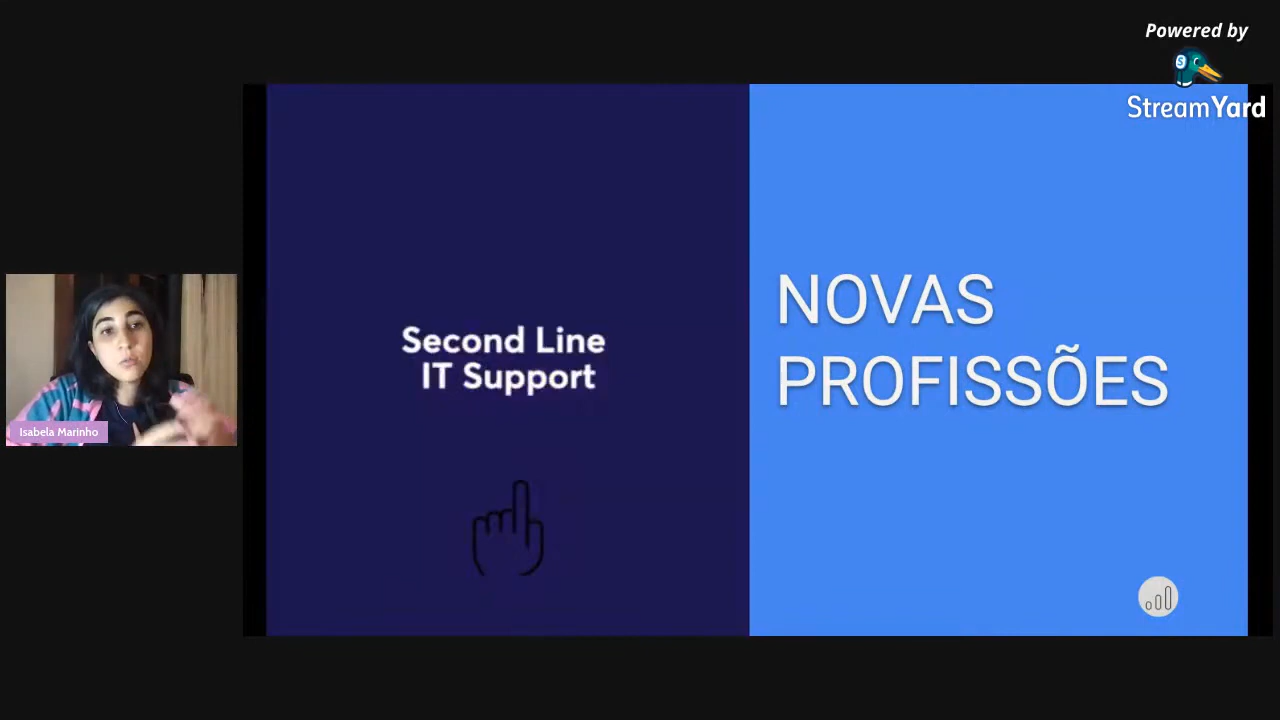 Powered by
StreamYard
Second Line
IT Support
NOVAS
PROFISSÕES
Isabela Marinho